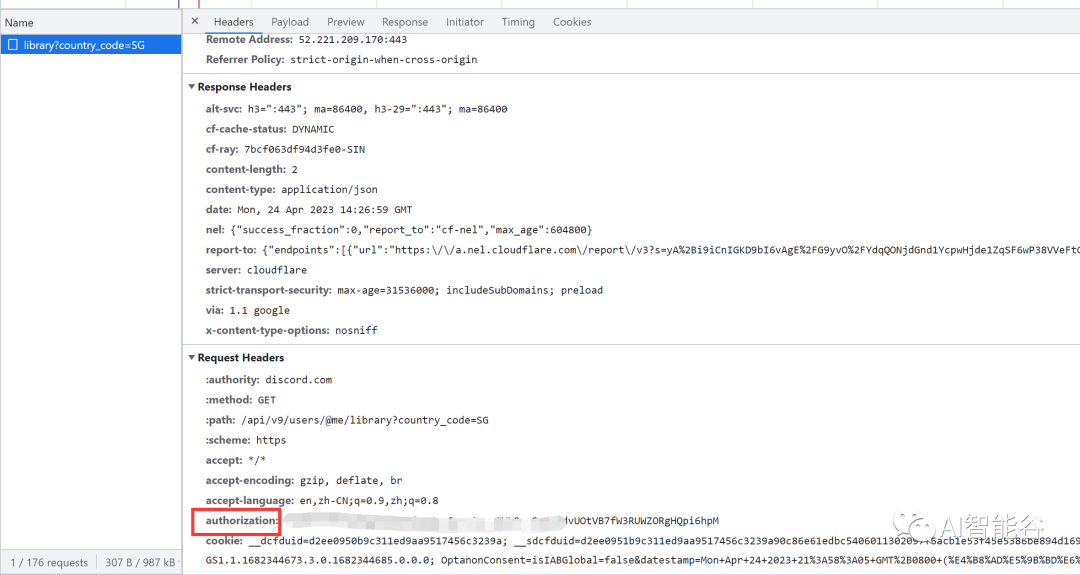 Name
× Headers Payload Preview Response Initiator Timing Cookies
library?country_code=SG
Remote Address: 52.221.209.170:443
Referrer Policy: strict-origin-when-cross-origin
Response Headers
alt-svc: h3=":443"; ma=86400, h3-29=":443"; ma=86400
cf-cache-status: DYNAMIC
cf-ray: 7bcf063df94d3fe0-SIN
content-length: 2
content-type: application/json
date: Mon, 24 Apr 2023 14:26:59 GMT
nel: {"success_fraction":0,"report_to":"cf-nel","max_age":604800}
report-to: {"endpoints":[{"url":"https:\/\/a.nel.cloudflare.com\/report\/v3?s=yA%2Bi9iCnIGKD9bI6vAgE%2FG9yvO%2FYdqQONjdGnd1YcpwHjde1ZqSF6wP38VVeFt
server: cloudflare
strict-transport-security: max-age=31536000; includeSubDomains; preload
via: 1.1 google
x-content-type-options: nosniff
Request Headers
:authority: discord.com
:method: GET
:path: /api/v9/users/@me/library?country_code=SG
:scheme: https
accept: */*
accept-encoding: gzip, deflate, br
accept-language: en,zh-CN;q=0.9,zh;q=0.8
authorization:
cookie: __dcfduid=d2ee0950b9c311ed9aa9517456c3239a; __sdcfduid=
GS1.1.1682344673.3.0.1682344685.0.0.0; OptanonConsent=isIABGlobal=false&datestamp=Mon+Apr+24+2023+21%3A58%3A05+GMT%2B0800+(%E4%B8%AD%E5%9B%BD%E6%
1 / 176 requests 307 B / 987 kB
AI智能谷